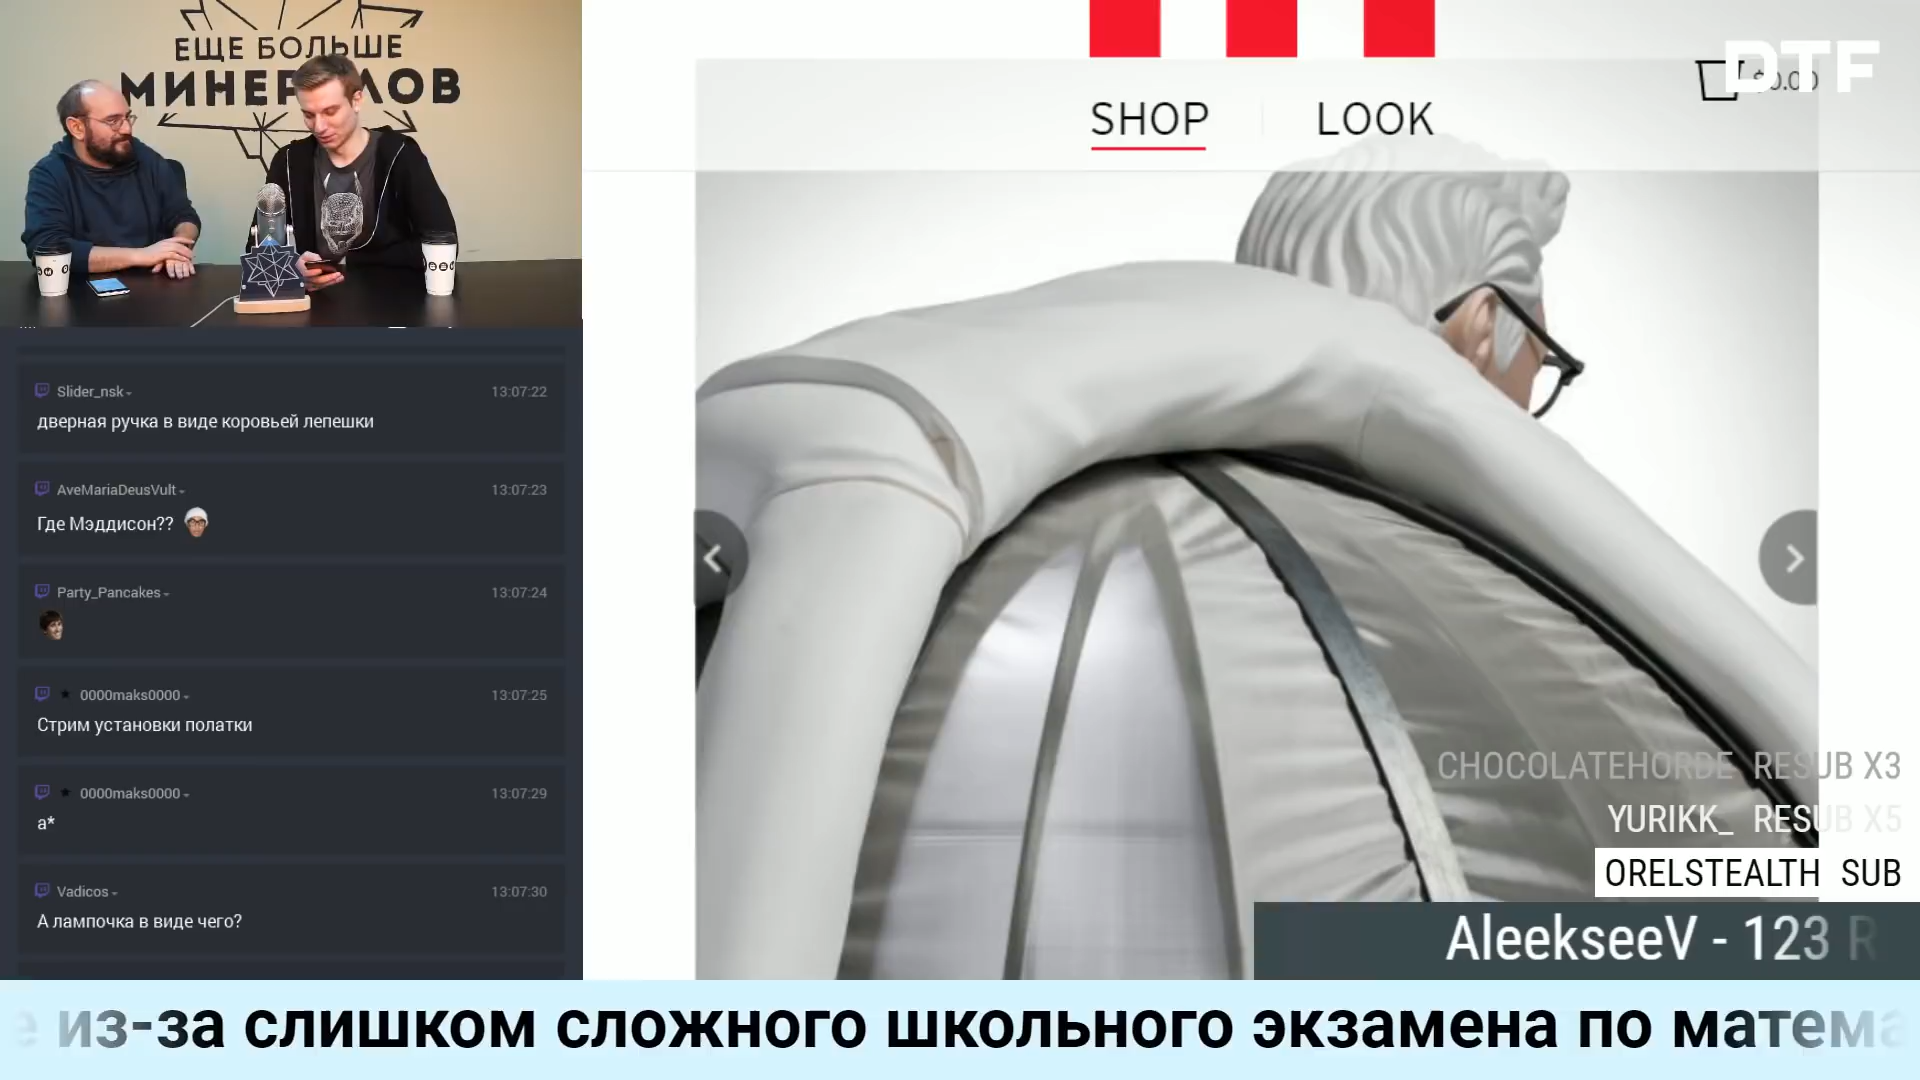 ЕЩЕ БОЛЬШЕ
DTF
$0.00
SHOP LOOK
Slider_nsk 13:07:22
дверная ручка в виде коровьей лепешки
AveMariaDeusVult 13:07:23
Где Мэддисон??
Party_Pancakes 13:07:24
0000maks0000 13:07:25
Стрим установки полатки
0000maks0000 13:07:29
а*
Vadicos 13:07:30
А лампочка в виде чего?
CHOCOLATEHORDE RESUB X3
YURIKK_ RESUB X5
ORELSTEALTH SUB
AleekseeV - 123 R
е из-за слишком сложного школьного экзамена по матема